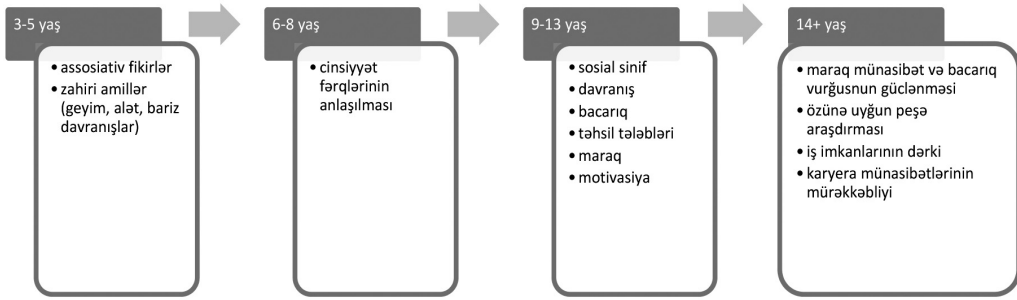 3-5 yaş
• assosiativ fikirlər
• zahiri amillər
(geyim, alət, bariz
davranışlar)
6-8 yaş
• cinsiyyət
fərqlərinin
anlaşılması
9-13 yaş
• sosial sinif
• davranış
• bacarıq
• təhsil tələbləri
• maraq
• motivasiya
14+ yaş
• maraq münasibət və bacarıq
vurğusnun güclənməsi
• özünə uyğun peşə
araşdırması
• iş imkanlarının dərki
• karyera münasibətlərinin
mürəkkəbliyi